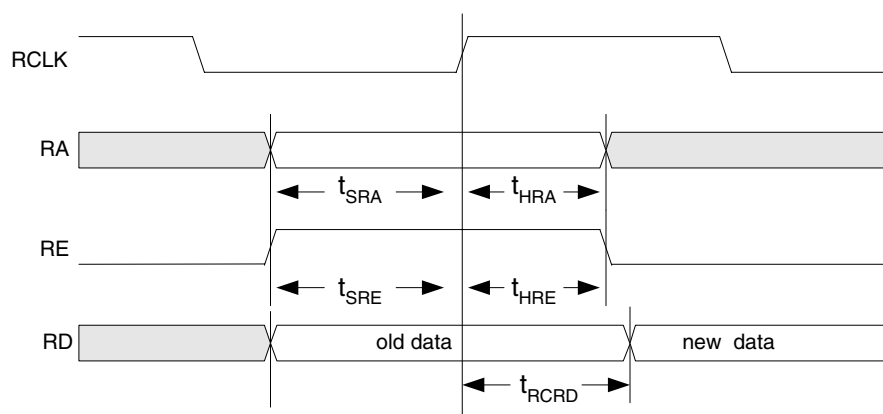 RCLK
RA
tSRA tHRA
RE
tSRE tHRE
RD old data new data
tRCRD